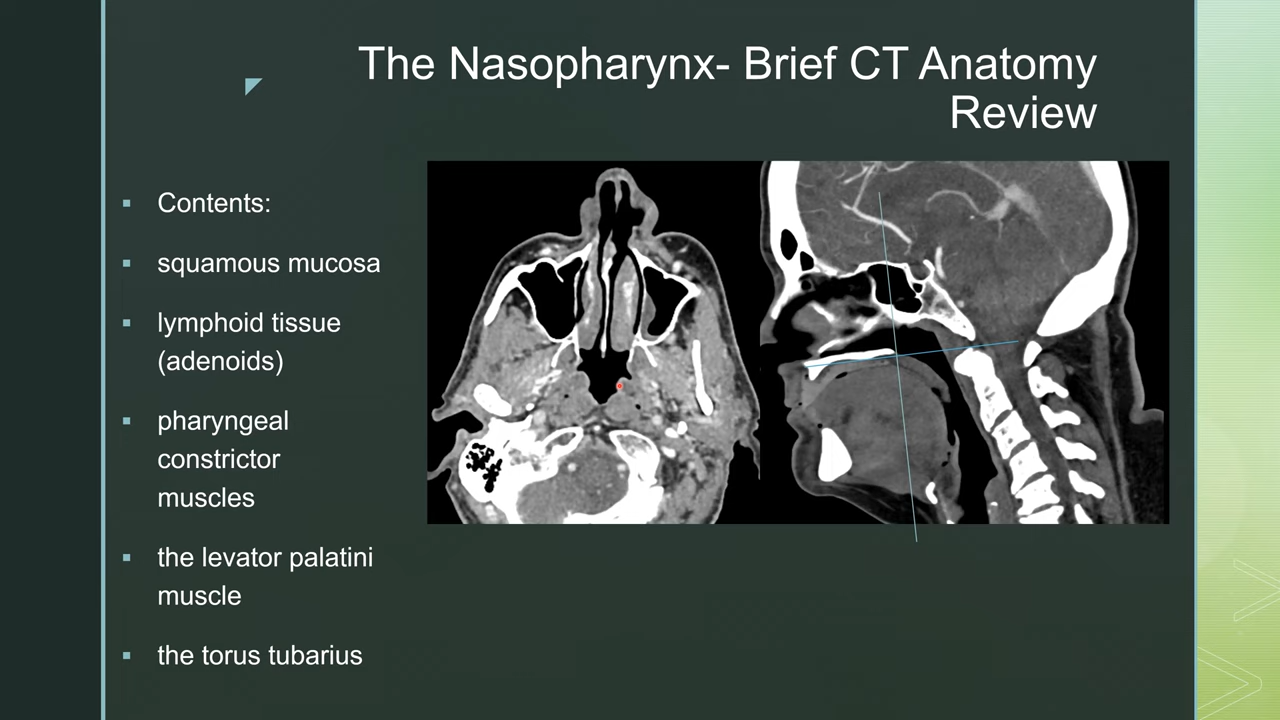 The Nasopharynx- Brief CT Anatomy
Review
Contents:
squamous mucosa
lymphoid tissue
(adenoids)
pharyngeal
constrictor
muscles
the levator palatini
muscle
the torus tubarius